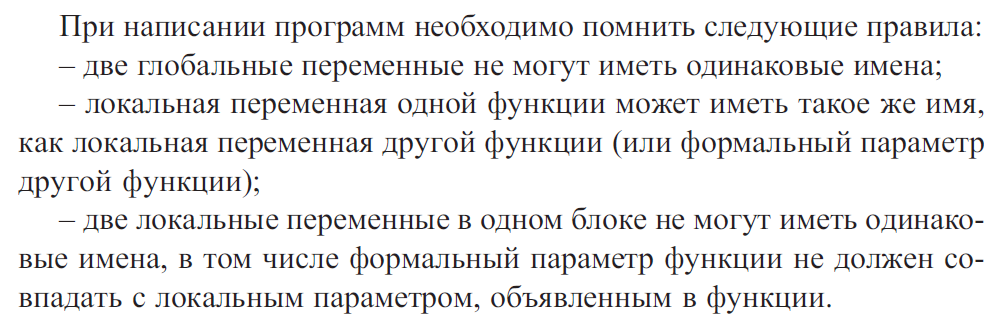 При написании программ необходимо помнить следующие правила:
– две глобальные переменные не могут иметь одинаковые имена;
– локальная переменная одной функции может иметь такое же имя,
как локальная переменная другой функции (или формальный параметр
другой функции);
– две локальные переменные в одном блоке не могут иметь одинако-
вые имена, в том числе формальный параметр функции не должен со-
впадать с локальным параметром, объявленным в функции.